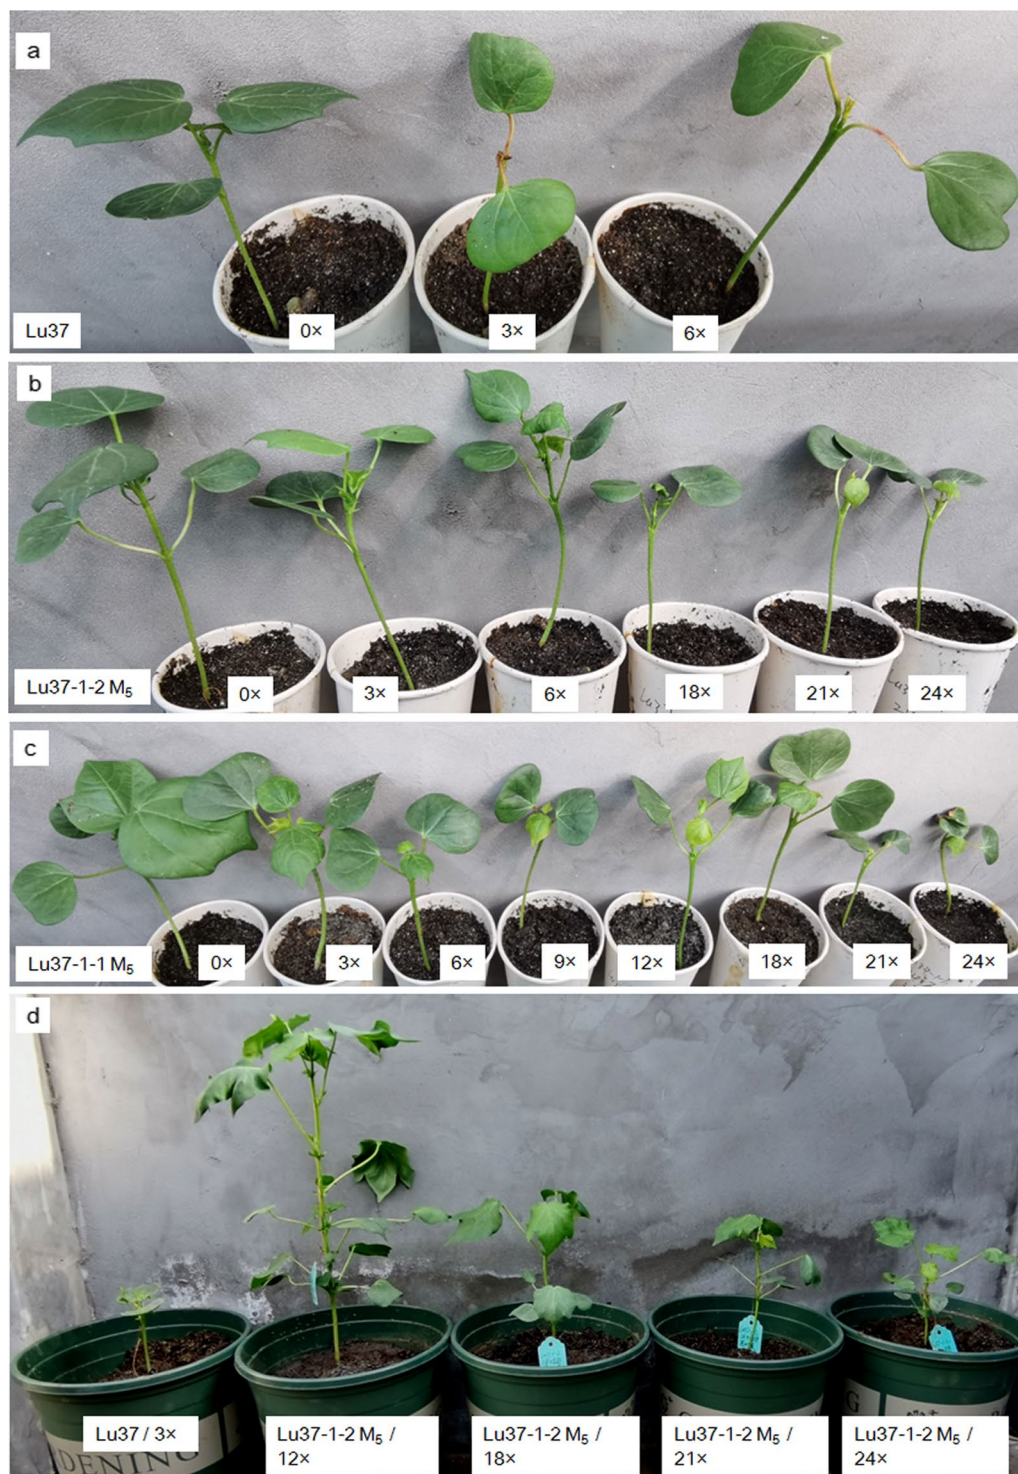 a
Lu37
0×
3×
6×
b
Lu37-1-2 M₅
0×
3×
6×
18×
21×
24×
c
Lu37-1-1 M₅
0×
3×
6×
9×
12×
18×
21×
24×
d
Lu37 / 3×
Lu37-1-2 M₅ /
12×
Lu37-1-2 M₅ /
18×
Lu37-1-2 M₅ /
21×
Lu37-1-2 M₅ /
24×
DENING